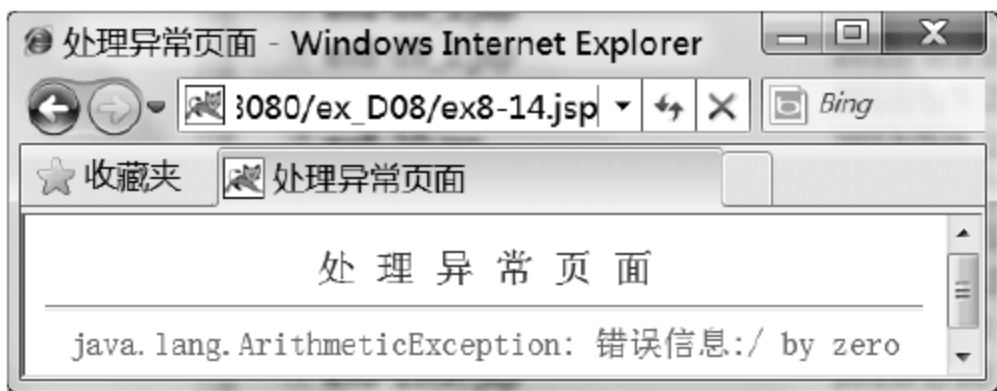 处理异常页面 - Windows Internet Explorer
3080/ex_D08/ex8-14.jsp
Bing
收藏夹
处理异常页面
处 理 异 常 页 面
java.lang.ArithmeticException: 错误信息:/ by zero